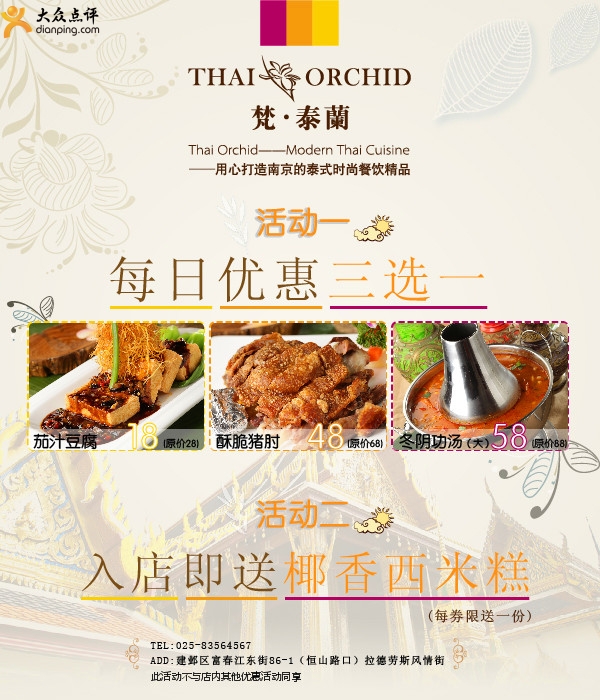 大众点评
dianping.com
THAI ORCHID
梵·泰蘭
Thai Orchid——Modern Thai Cuisine
——用心打造南京的泰式时尚餐饮精品
活动一
每日优惠三选一
茄汁豆腐 18 (原价28)
酥脆猪肘 48 (原价68)
冬阴功汤(大) 58 (原价88)
活动二
入店即送椰香西米糕
(每券限送一份)
TEL:025-83564567
ADD:建邺区富春江东街86-1(恒山路口)拉德劳斯风情街
此活动不与店内其他优惠活动同享